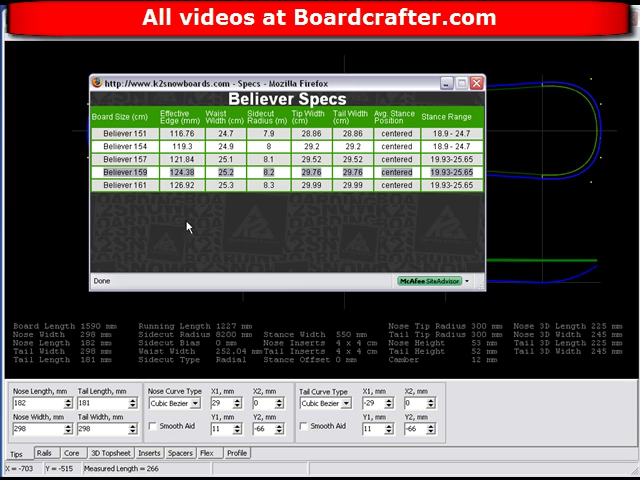 All videos at Boardcrafter.com
http://www.k2snowboards.com - Specs - Mozilla Firefox
Believer Specs
Board Size (cm) Effective Edge (mm) Waist Width (cm) Sidecut Radius (m) Tip Width (cm) Tail Width (cm) Avg. Stance Position Stance Range
Believer 151 116.76 24.7 7.9 28.86 28.86 centered 18.9 - 24.7
Believer 154 119.3 24.9 8 29.2 29.2 centered 18.9 - 24.7
Believer 157 121.84 25.1 8.1 29.52 29.52 centered 19.93-25.65
Believer 159 124.38 25.2 8.2 29.76 29.76 centered 19.93-25.65
Believer 161 126.92 25.3 8.3 29.99 29.99 centered 19.93-25.65
Done McAfee SiteAdvisor
Board Length 1590 mm Running Length 1227 mm Nose Tip Radius 300 mm Nose 3D Length 225 mm
Nose Width 298 mm Sidecut Radius 8200 mm Stance Width 550 mm Tail Tip Radius 300 mm Tail 3D Length 245 mm
Nose Length 182 mm Sidecut Bias 0 mm Nose Inserts 4 x 4 cm Nose Height 53 mm Nose 3D Width 225 mm
Tail Width 298 mm Waist Width 252.04 mm Tail Inserts 4 x 4 cm Tail Height 52 mm Tail 3D Width 245 mm
Tail Length 181 mm Sidecut Type Radial Stance Offset 0 mm Camber 12 mm
Nose Length, mm Tail Length, mm Nose Curve Type X1, mm X2, mm Tail Curve Type X1, mm X2, mm
182 181 Cubic Bezier 29 0 Cubic Bezier -29 0
Nose Width, mm Tail Width, mm Smooth Aid Y1, mm Y2, mm Smooth Aid Y1, mm Y2, mm
298 298 11 -66 11 -66
Tips Rails Core 3D Topsheet Inserts Spacers Flex Profile
X = -703 Y = -515 Measured Length = 266